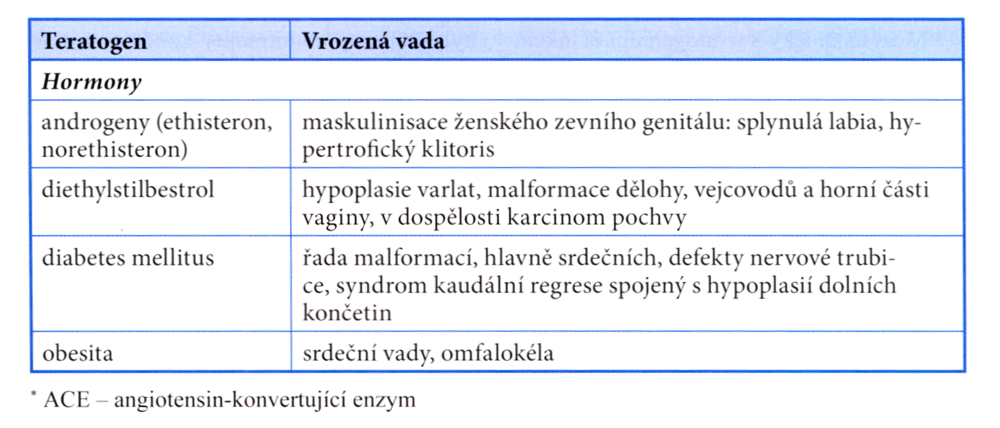 Teratogen Vrozená vada
Hormony
androgeny (ethisteron, maskulinisace ženského zevního genitálu: splynulá labia, hy-
norethisteron) pertrofický klitoris
diethylstilbestrol hypoplasie varlat, malformace dělohy, vejcovodů a horní části
vaginy, v dospělosti karcinom pochvy
diabetes mellitus řada malformací, hlavně srdečních, defekty nervové trubi-
ce, syndrom kaudální regrese spojený s hypoplasií dolních
končetin
obesita srdeční vady, omfalokéla
* ACE – angiotensin-konvertující enzym